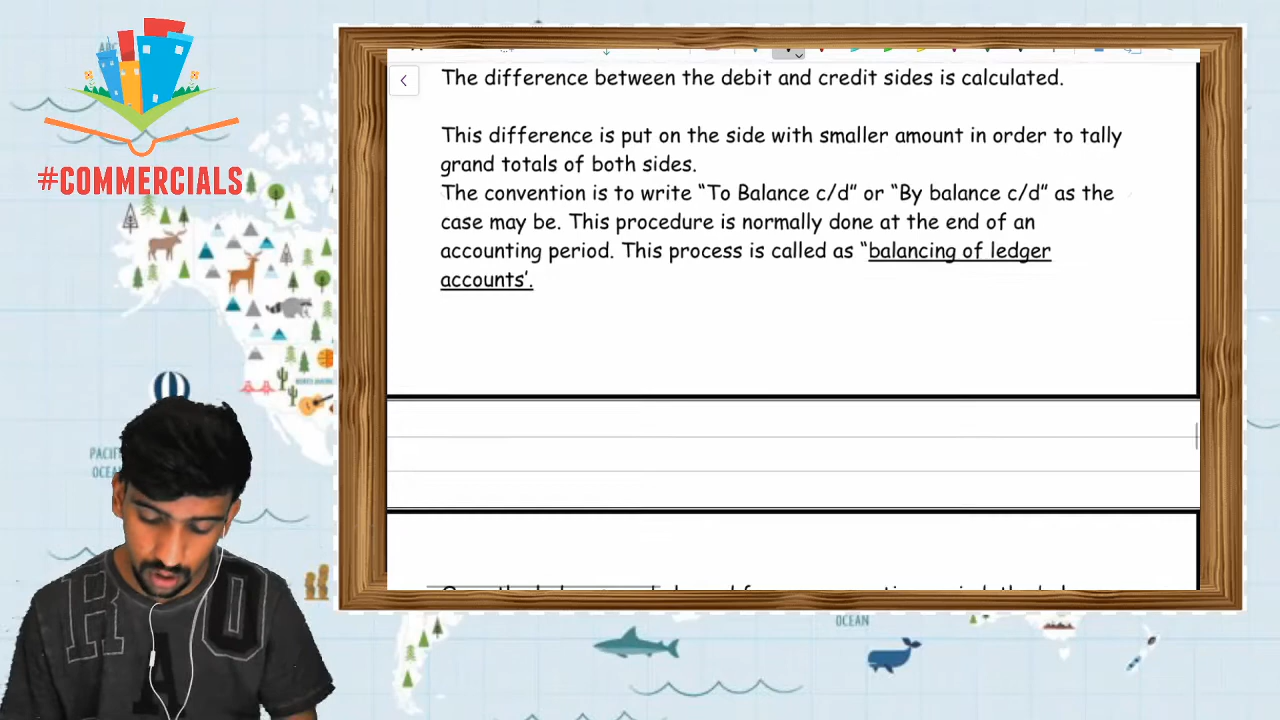 #COMMERCIALS
The difference between the debit and credit sides is calculated.
This difference is put on the side with smaller amount in order to tally
grand totals of both sides.
The convention is to write “To Balance c/d” or “By balance c/d” as the
case may be. This procedure is normally done at the end of an
accounting period. This process is called as “balancing of ledger
accounts’.
OCEAN